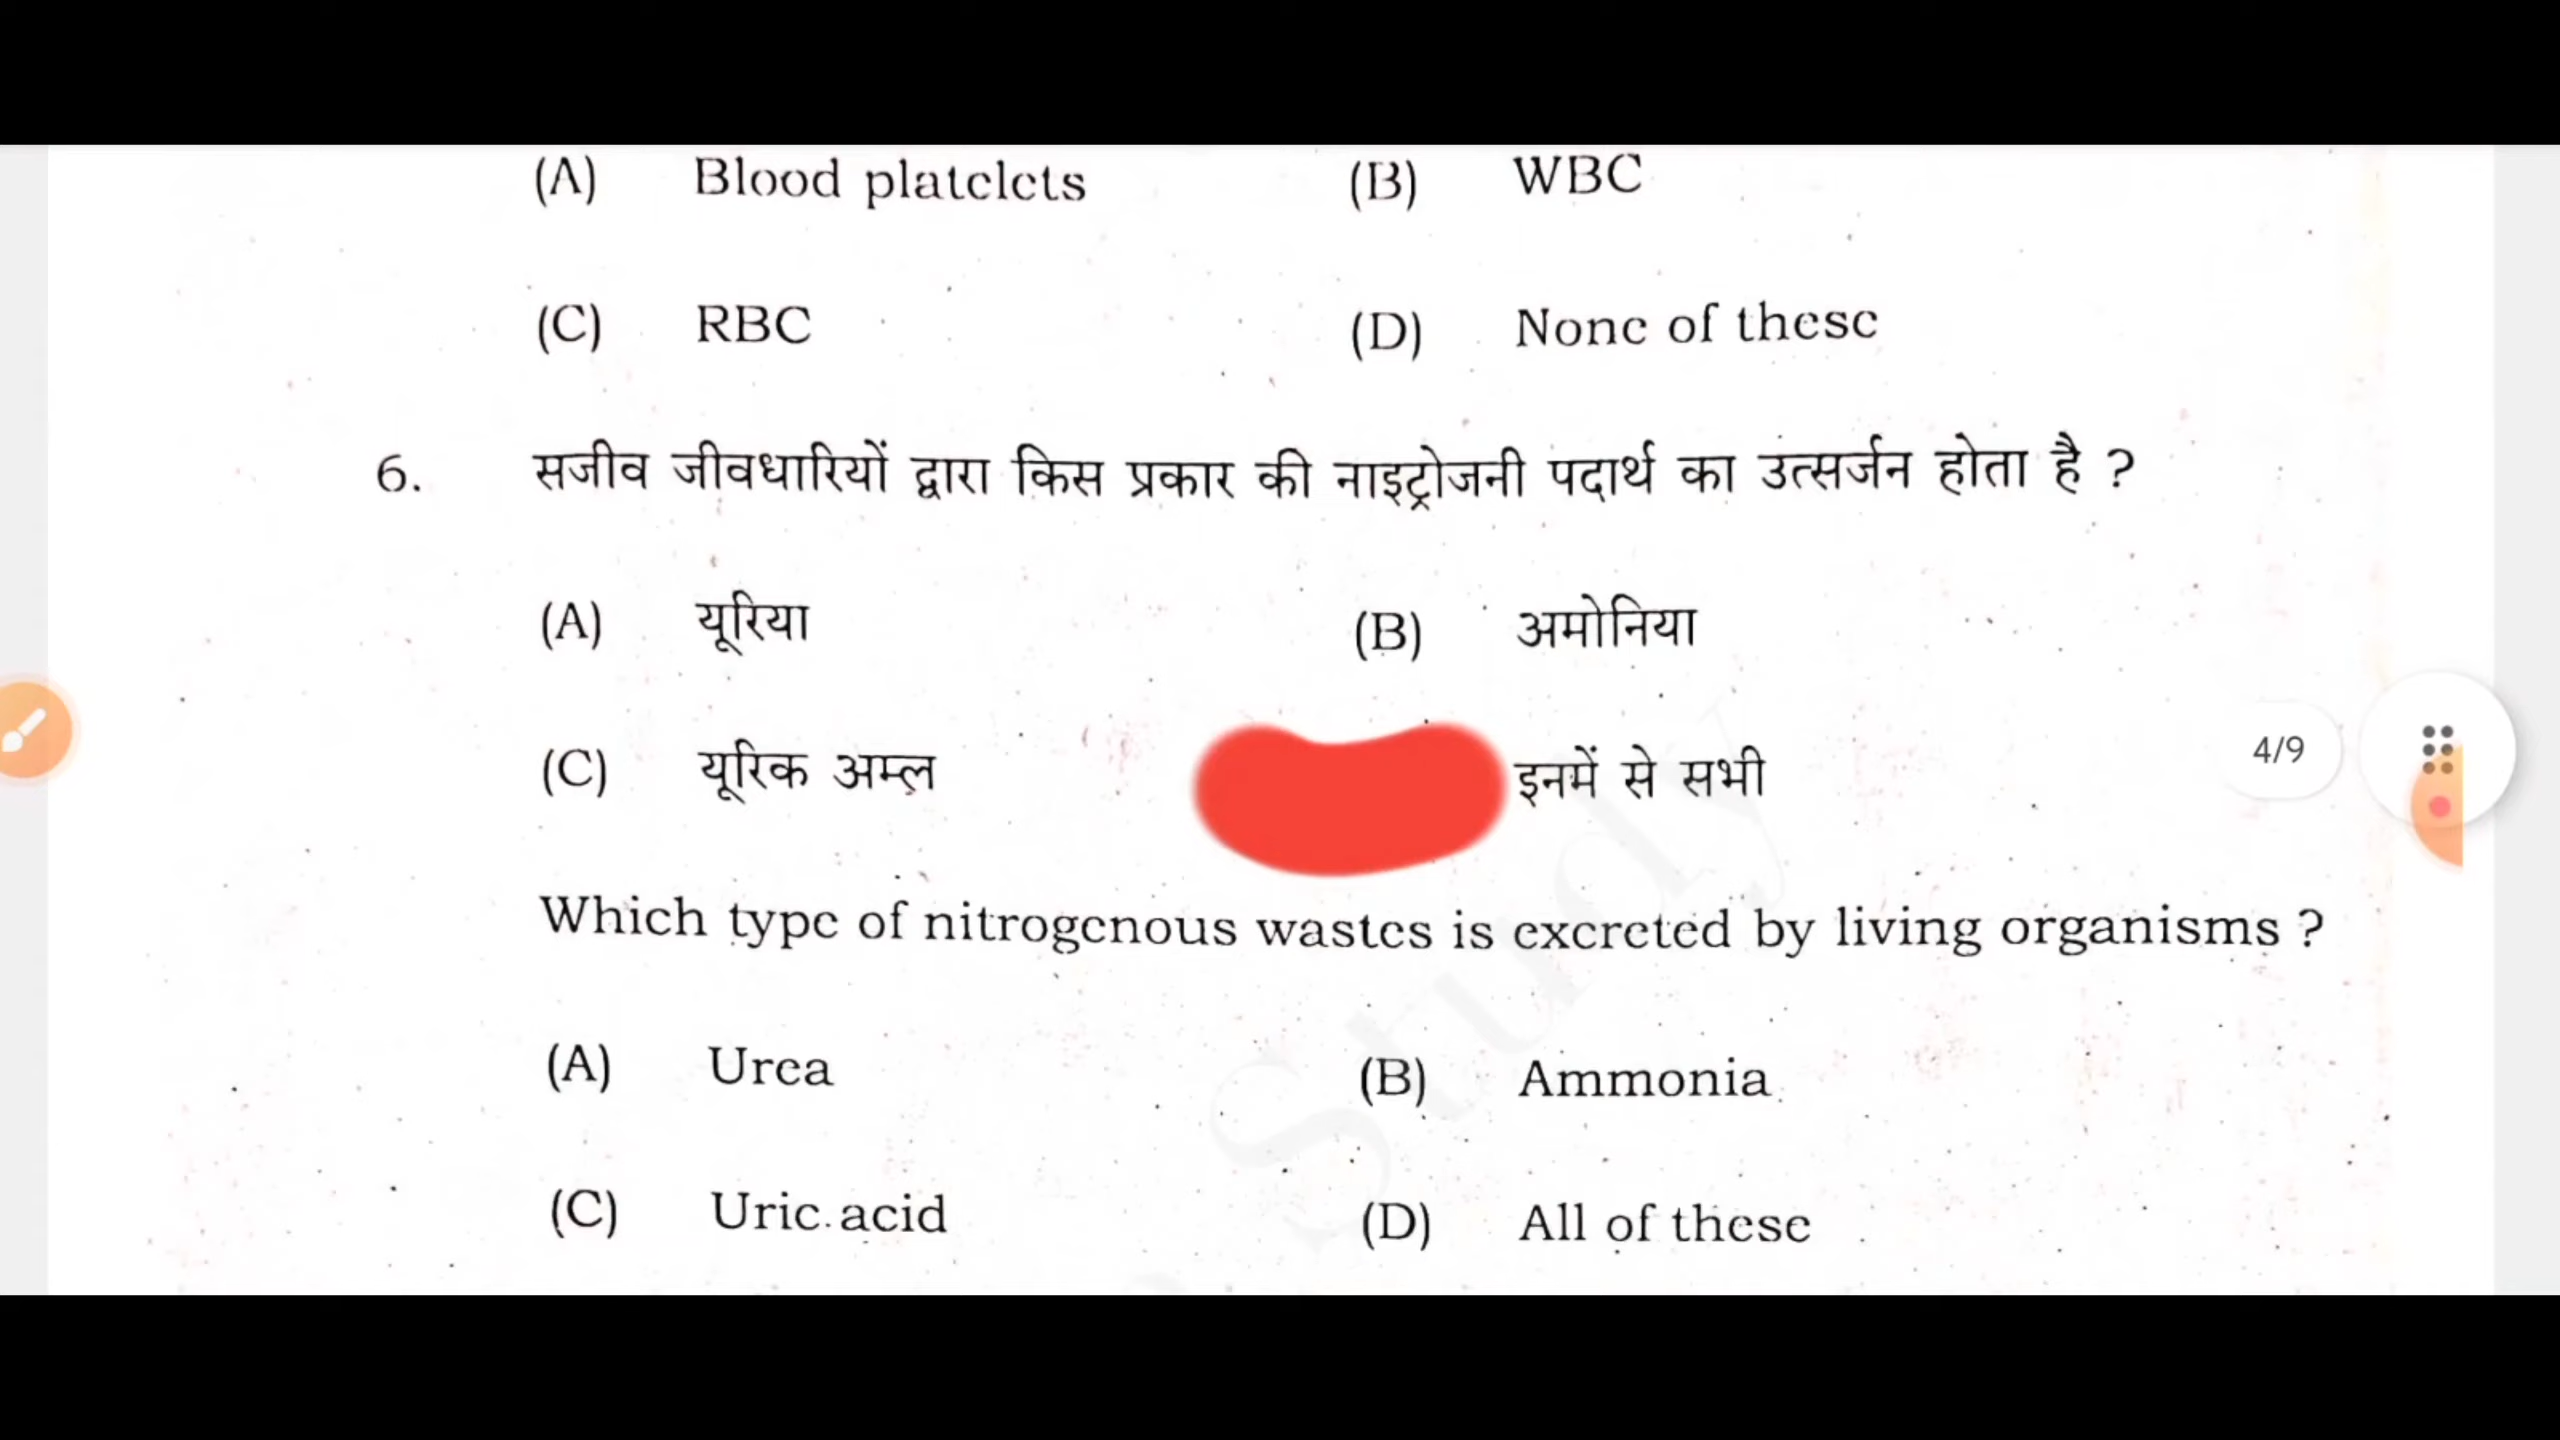 (A) Blood platelets (B) WBC
(C) RBC (D) None of these
6. सजीव जीवधारियों द्वारा किस प्रकार की नाइट्रोजनी पदार्थ का उत्सर्जन होता है ?
(A) यूरिया (B) अमोनिया
(C) यूरिक अम्ल इनमें से सभी
4/9
Which type of nitrogenous wastes is excreted by living organisms ?
(A) Urea (B) Ammonia
(C) Uric acid (D) All of these
Study